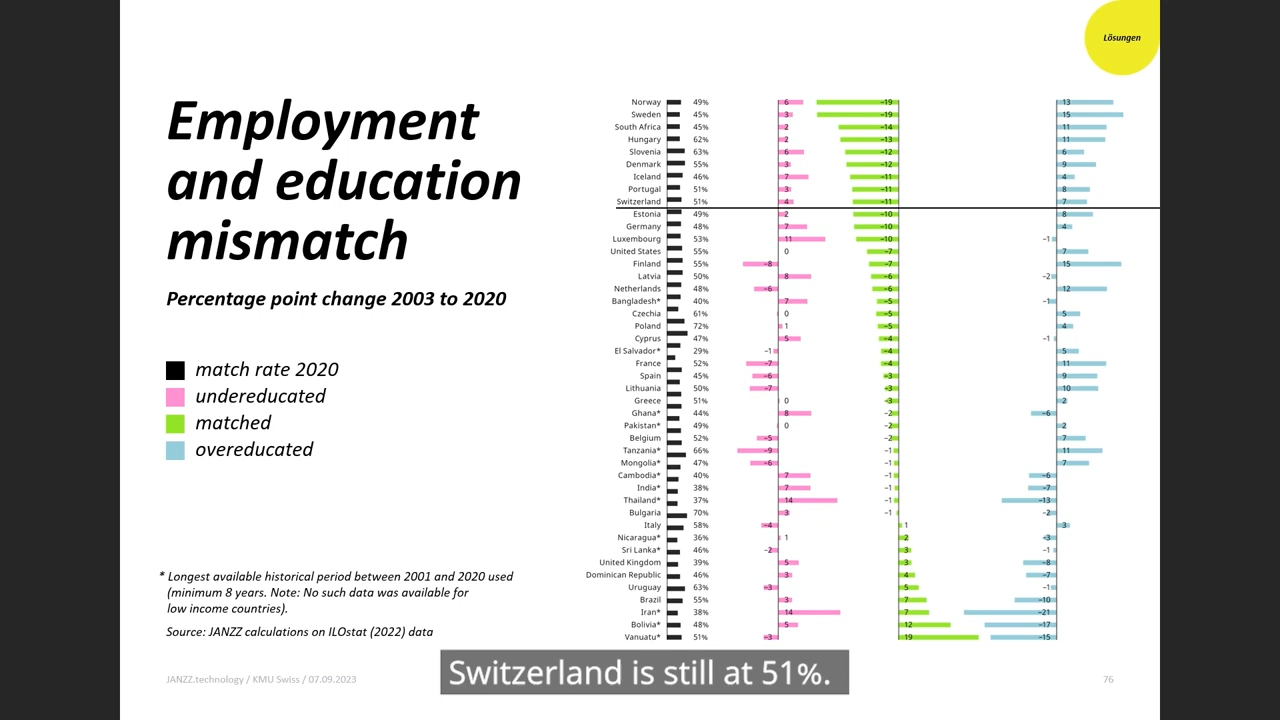 Lösungen
Employment
and education
mismatch
Percentage point change 2003 to 2020
match rate 2020
undereducated
matched
overeducated
Norway 49% 6 −19 13
Sweden 45% 3 −19 15
South Africa 45% 2 −14 11
Hungary 62% 2 −13 11
Slovenia 63% 6 −12 6
Denmark 55% 3 −12 9
Iceland 46% 7 −11 4
Portugal 51% 3 −11 8
Switzerland 51% 4 −11 7
Estonia 49% 2 −10 8
Germany 48% 7 −10 4
Luxembourg 53% 11 −10 −1
United States 55% 0 −7 7
Finland 55% −8 −7 15
Latvia 50% 8 −6 −2
Netherlands 48% −6 −6 12
Bangladesh* 40% 7 −5 −1
Czechia 61% 0 −5 5
Poland 72% 1 −5 4
Cyprus 47% 5 −4 −1
El Salvador* 29% −1 −4 5
France 52% −7 −4 11
Spain 45% −6 −3 9
Lithuania 50% −7 −3 10
Greece 51% 0 −3 2
Ghana* 44% 8 −2 −6
Pakistan* 49% 0 −2 2
Belgium 52% −5 −2 7
Tanzania* 66% −9 −1 11
Mongolia* 47% −6 −1 7
Cambodia* 40% 7 −1 −6
India* 38% 7 −1 −7
Thailand* 37% 14 −1 −13
Bulgaria 70% 3 −1 −2
Italy 58% −4 1 3
Nicaragua* 36% 1 2 −3
Sri Lanka* 46% −2 3 −1
United Kingdom 39% 5 3 −8
Dominican Republic 46% 3 4 −7
Uruguay 63% −3 5 −1
Brazil 55% 3 7 −10
Iran* 38% 14 7 −21
Bolivia* 48% 5 12 −17
Vanuatu* 51% −3 19 −15
* Longest available historical period between 2001 and 2020 used
(minimum 8 years. Note: No such data was available for
low income countries).
Source: JANZZ calculations on ILOstat (2022) data
JANZZ.technology / KMU Swiss / 07.09.2023
76
Switzerland is still at 51%.